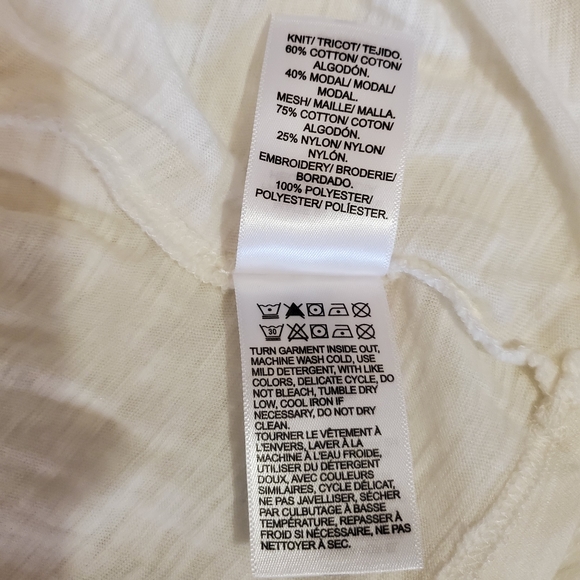 KNIT/ TRICOT/ TEJIDO.
60% COTTON/ COTON/
ALGODÓN.
40% MODAL/ MODAL/
MODAL.
MESH/ MAILLE/ MALLA.
75% COTTON/ COTON/
ALGODÓN.
25% NYLON/ NYLON/
NYLÓN.
EMBROIDERY/ BRODERIE/
BORDADO.
100% POLYESTER/
POLYESTER/ POLÍESTER.
30
TURN GARMENT INSIDE OUT,
MACHINE WASH COLD, USE
MILD DETERGENT, WITH LIKE
COLORS, DELICATE CYCLE, DO
NOT BLEACH, TUMBLE DRY
LOW, COOL IRON IF
NECESSARY, DO NOT DRY
CLEAN.
TOURNER LE VÊTEMENT À
L'ENVERS, LAVER À LA
MACHINE À L'EAU FROIDE,
UTILISER DU DÉTERGENT
DOUX, AVEC COULEURS
SIMILAIRES, CYCLE DÉLICAT,
NE PAS JAVELLISER, SÉCHER
PAR CULBUTAGE À BASSE
TEMPÉRATURE, REPASSER À
FROID SI NÉCESSAIRE, NE PAS
NETTOYER À SEC.